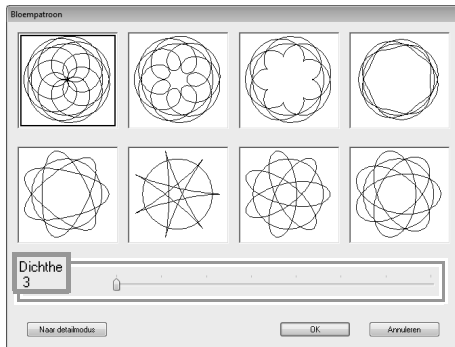 Bloempatroon
Dichthe
3
Naar detailmodus
OK
Annuleren